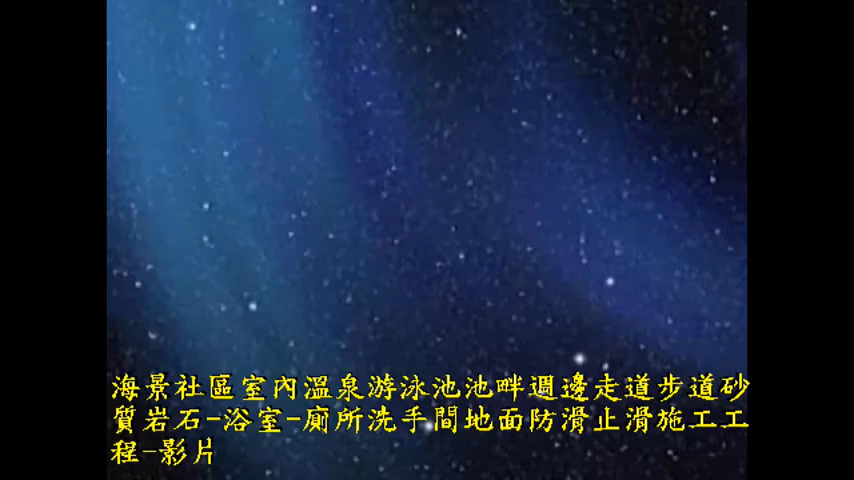 海景社區室內溫泉游泳池池畔週邊走道步道砂
質岩石-浴室-廁所洗手間地面防滑止滑施工工
程-影片